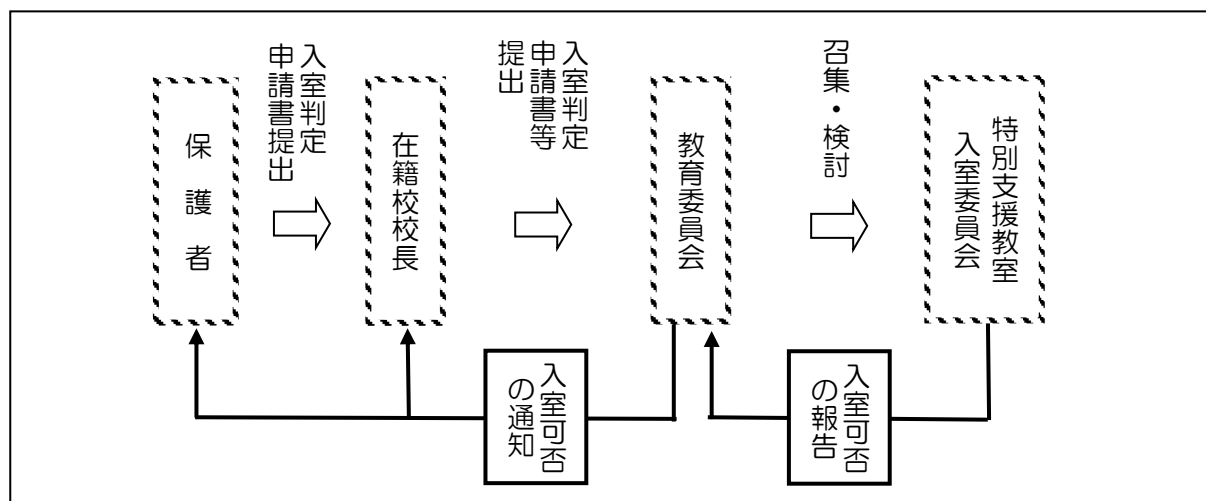 保護者
入室判定
申請書提出
在籍校校長
入室判定
申請書等
提出
教育委員会
召集・検討
特別支援教室
入室委員会
入室可否
の通知
入室可否
の報告